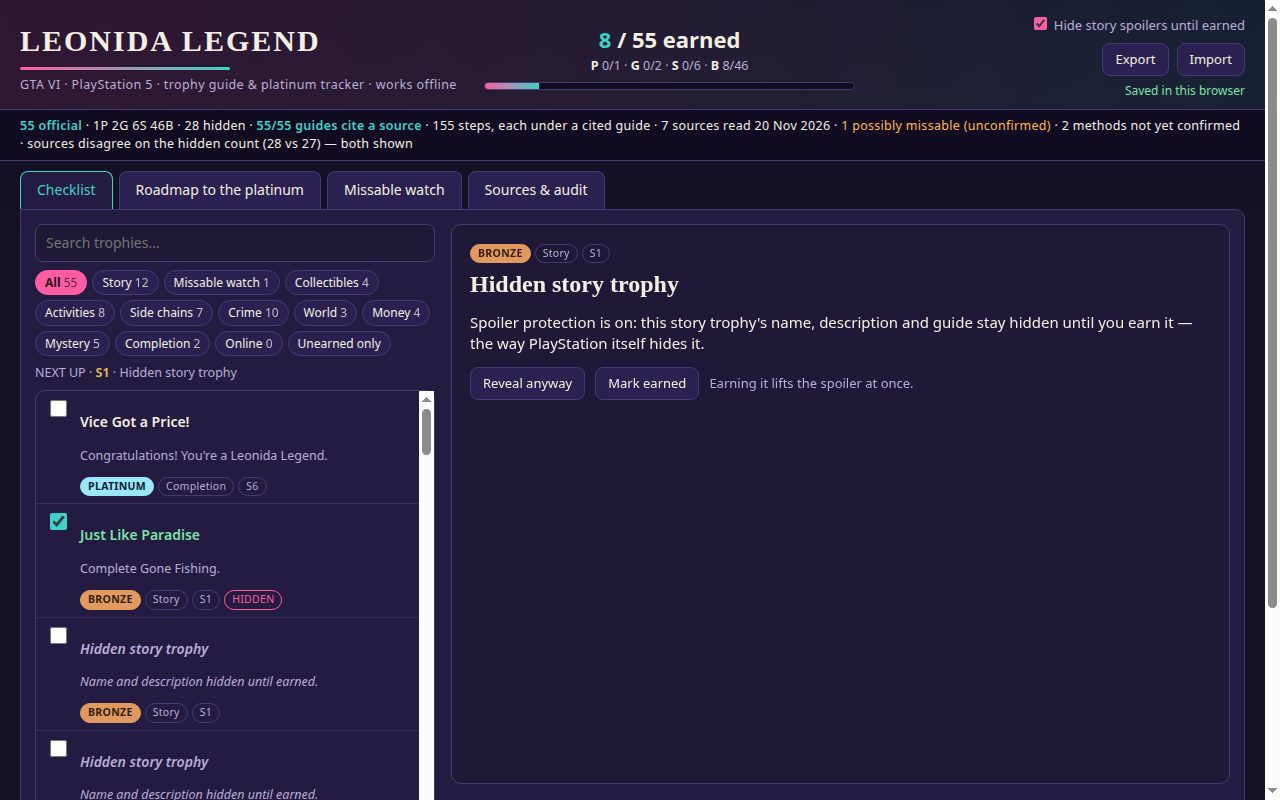 LEONIDA LEGEND
GTA VI · PlayStation 5 · trophy guide & platinum tracker · works offline
8 / 55 earned
P 0/1 · G 0/2 · S 0/6 · B 8/46
Hide story spoilers until earned
Export
Import
Saved in this browser
55 official · 1P 2G 6S 46B · 28 hidden · 55/55 guides cite a source · 155 steps, each under a cited guide · 7 sources read 20 Nov 2026 · 1 possibly missable (unconfirmed) · 2 methods not yet confirmed
· sources disagree on the hidden count (28 vs 27) — both shown
Checklist
Roadmap to the platinum
Missable watch
Sources & audit
Search trophies...
All 55
Story 12
Missable watch 1
Collectibles 4
Activities 8
Side chains 7
Crime 10
World 3
Money 4
Mystery 5
Completion 2
Online 0
Unearned only
NEXT UP · S1 · Hidden story trophy
Vice Got a Price!
Congratulations! You're a Leonida Legend.
PLATINUM Completion S6
Just Like Paradise
Complete Gone Fishing.
BRONZE Story S1 HIDDEN
Hidden story trophy
Name and description hidden until earned.
BRONZE Story S1
Hidden story trophy
Name and description hidden until earned.
BRONZE Story S1
Hidden story trophy
Spoiler protection is on: this story trophy's name, description and guide stay hidden until you earn it —
the way PlayStation itself hides it.
Reveal anyway
Mark earned
Earning it lifts the spoiler at once.